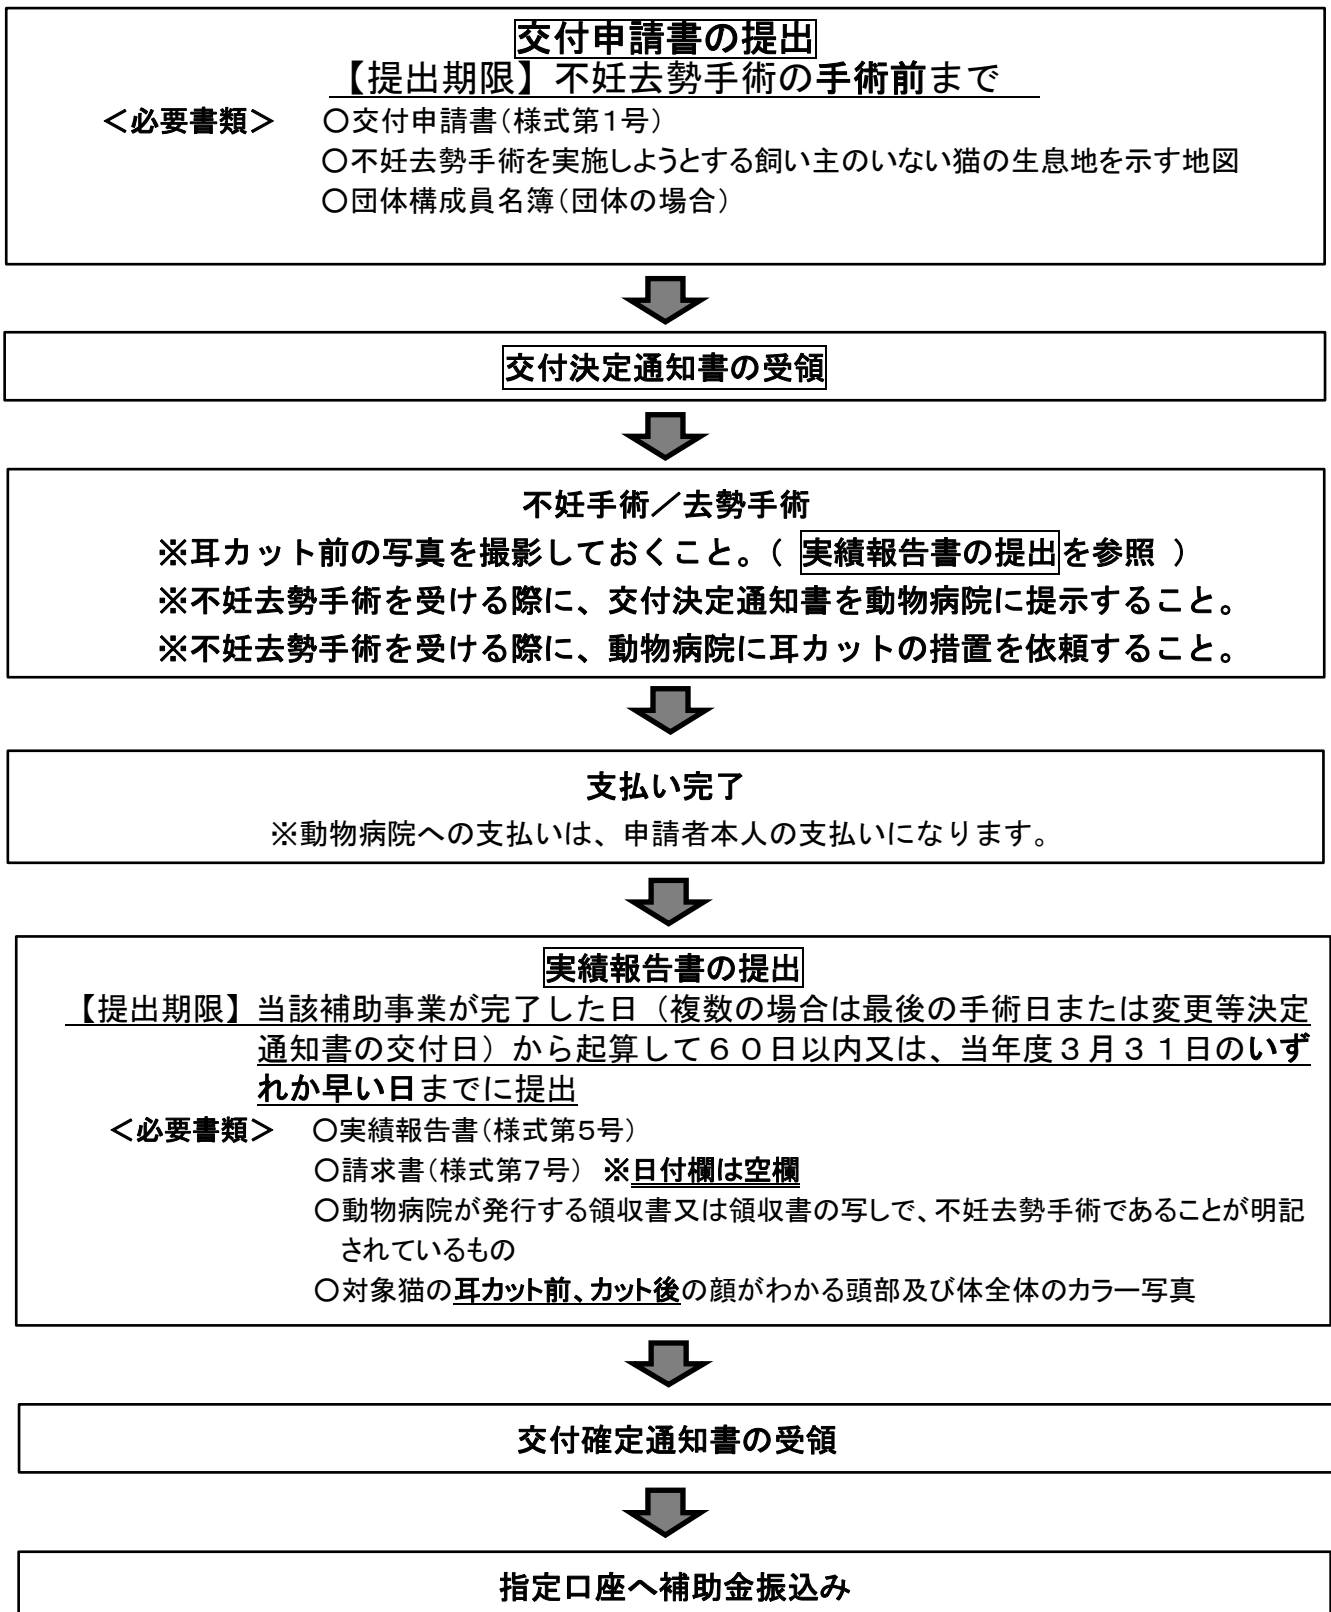 交付申請書の提出
【提出期限】不妊去勢手術の手術前まで
＜必要書類＞ 〇交付申請書（様式第1号）
〇不妊去勢手術を実施しようとする飼い主のいない猫の生息地を示す地図
〇団体構成員名簿（団体の場合）
交付決定通知書の受領
不妊手術／去勢手術
※耳カット前の写真を撮影しておくこと。（ 実績報告書の提出を参照 ）
※不妊去勢手術を受ける際に、交付決定通知書を動物病院に提示すること。
※不妊去勢手術を受ける際に、動物病院に耳カットの措置を依頼すること。
支払い完了
※動物病院への支払いは、申請者本人の支払いになります。
実績報告書の提出
【提出期限】当該補助事業が完了した日（複数の場合は最後の手術日または変更等決定
通知書の交付日）から起算して６０日以内又は、当年度３月３１日のいず
れか早い日までに提出
＜必要書類＞ 〇実績報告書（様式第5号）
〇請求書（様式第7号） ※日付欄は空欄
〇動物病院が発行する領収書又は領収書の写しで、不妊去勢手術であることが明記
されているもの
〇対象猫の耳カット前、カット後の顔がわかる頭部及び体全体のカラー写真
交付確定通知書の受領
指定口座へ補助金振込み